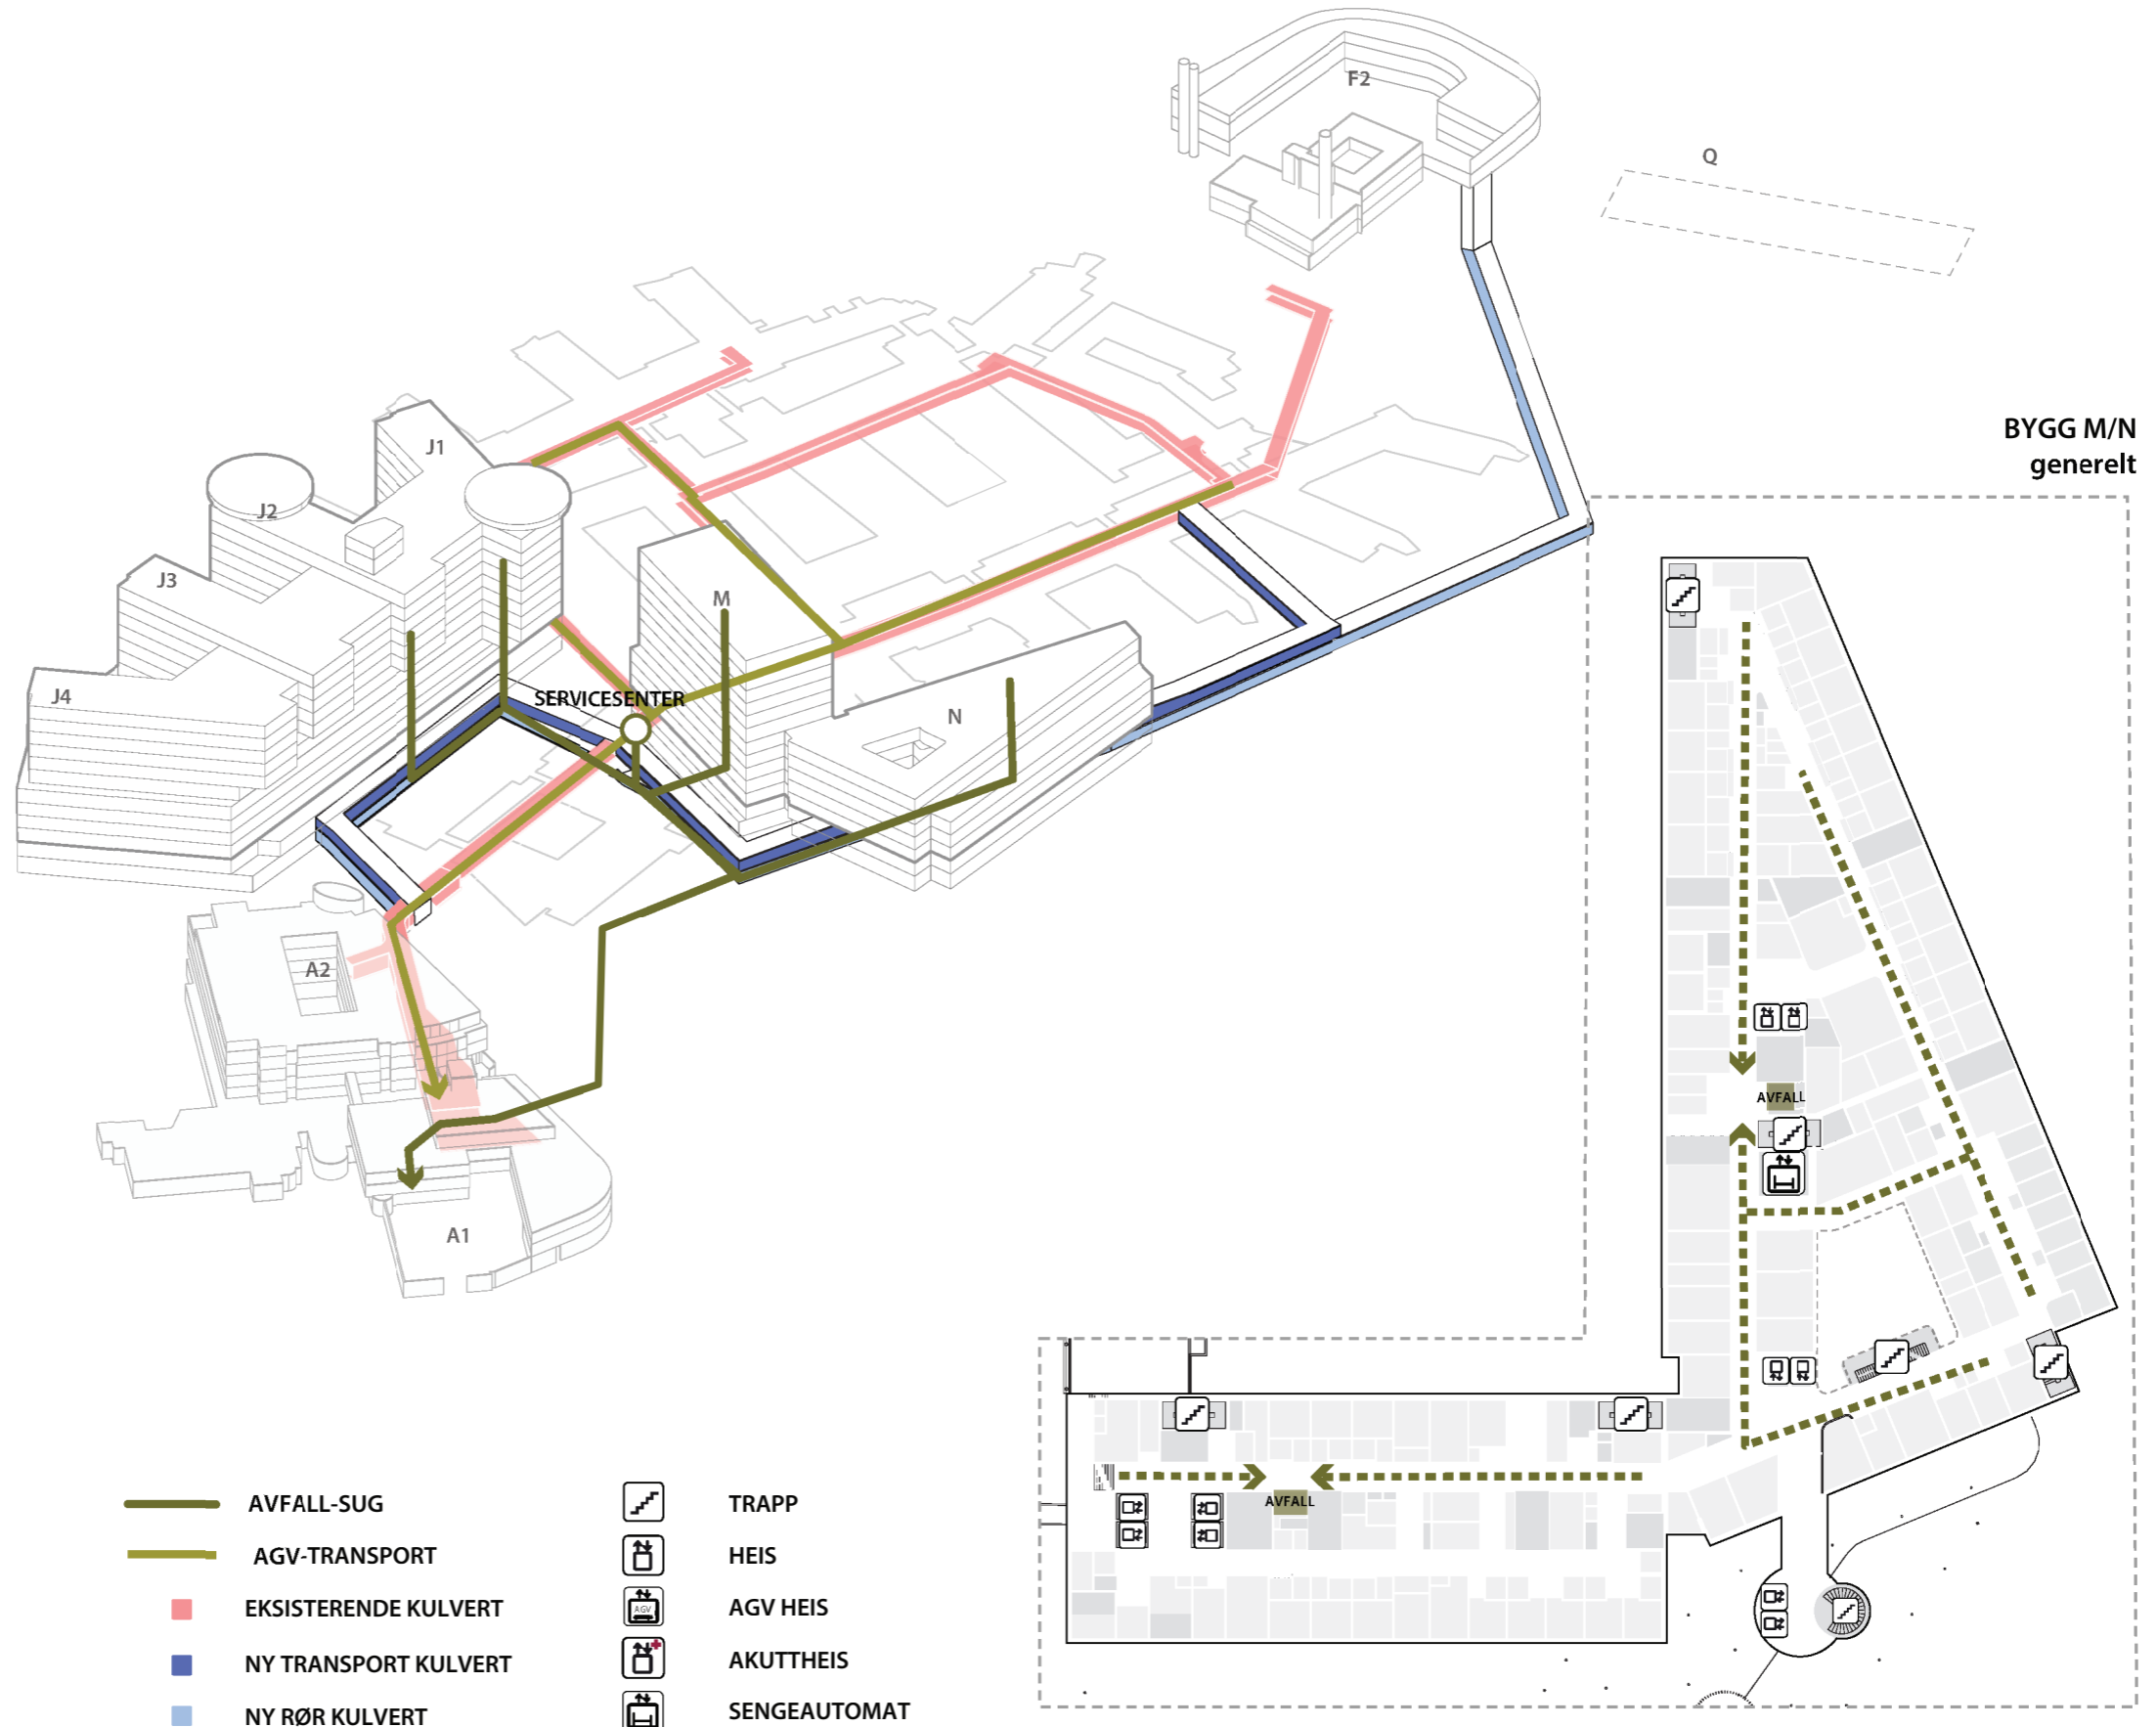 F2
Q
BYGG M/N
generelt
J1
J2
J3
M
J4
SERVICESENTER
N
A2
AVFALL
A1
AVFALL
AVFALL-SUG
TRAPP
AGV-TRANSPORT
HEIS
EKSISTERENDE KULVERT
AGV
AGV HEIS
NY TRANSPORT KULVERT
AKUTTHEIS
NY RØR KULVERT
SENGEAUTOMAT